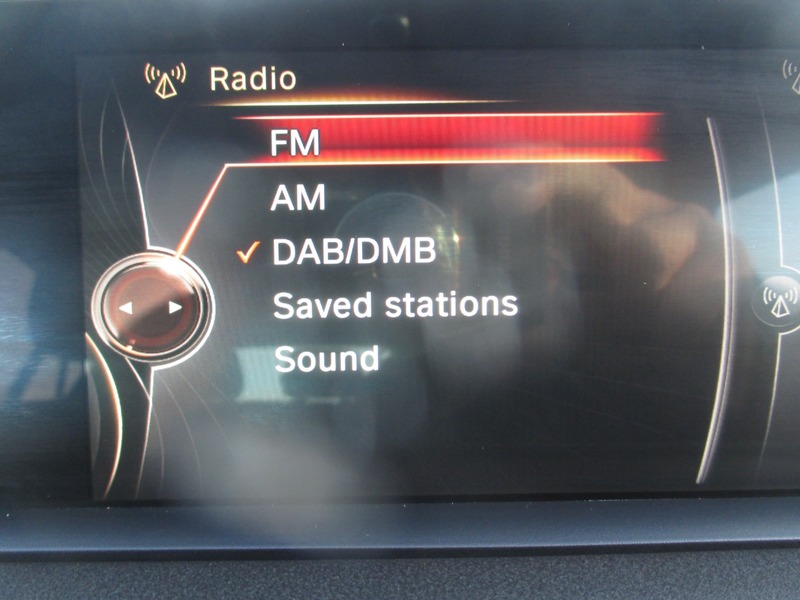 Radio
FM
AM
DAB/DMB
Saved stations
Sound